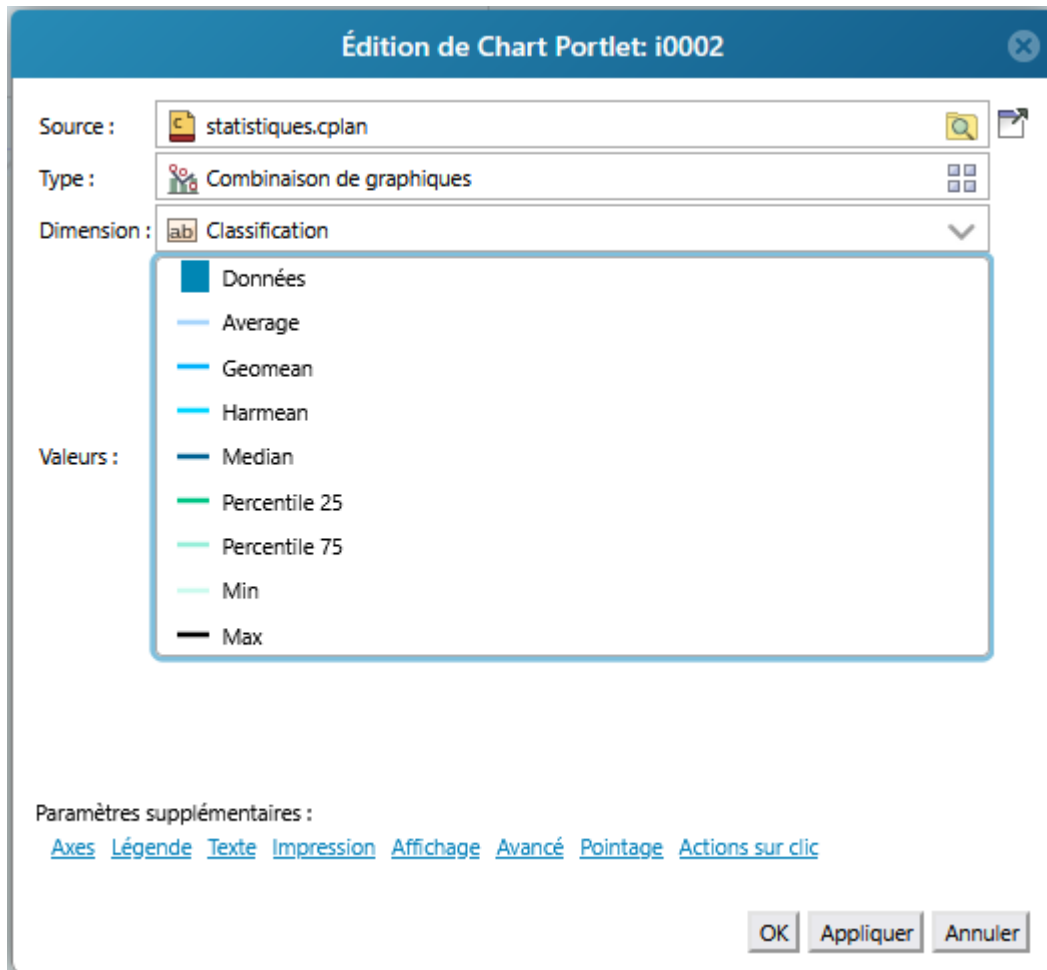 Édition de Chart Portlet: i0002
Source : C statistiques.cplan
Type : Combinaison de graphiques
Dimension : ab Classification
Données
Average
Geomean
Harmean
Valeurs : Median
Percentile 25
Percentile 75
Min
Max
Paramètres supplémentaires :
Axes Légende Texte Impression Affichage Avancé Pointage Actions sur clic
OK Appliquer Annuler